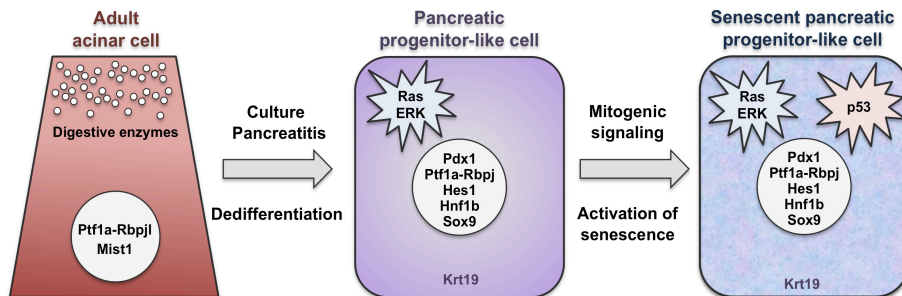 Adult
acinar cell
Digestive enzymes
Ptf1a-Rbpjl
Mist1
Culture
Pancreatitis
Dedifferentiation
Pancreatic
progenitor-like cell
Ras
ERK
Pdx1
Ptf1a-Rbpj
Hes1
Hnf1b
Sox9
Krt19
Mitogenic
signaling
Activation of
senescence
Senescent pancreatic
progenitor-like cell
Ras
ERK
p53
Pdx1
Ptf1a-Rbpj
Hes1
Hnf1b
Sox9
Krt19